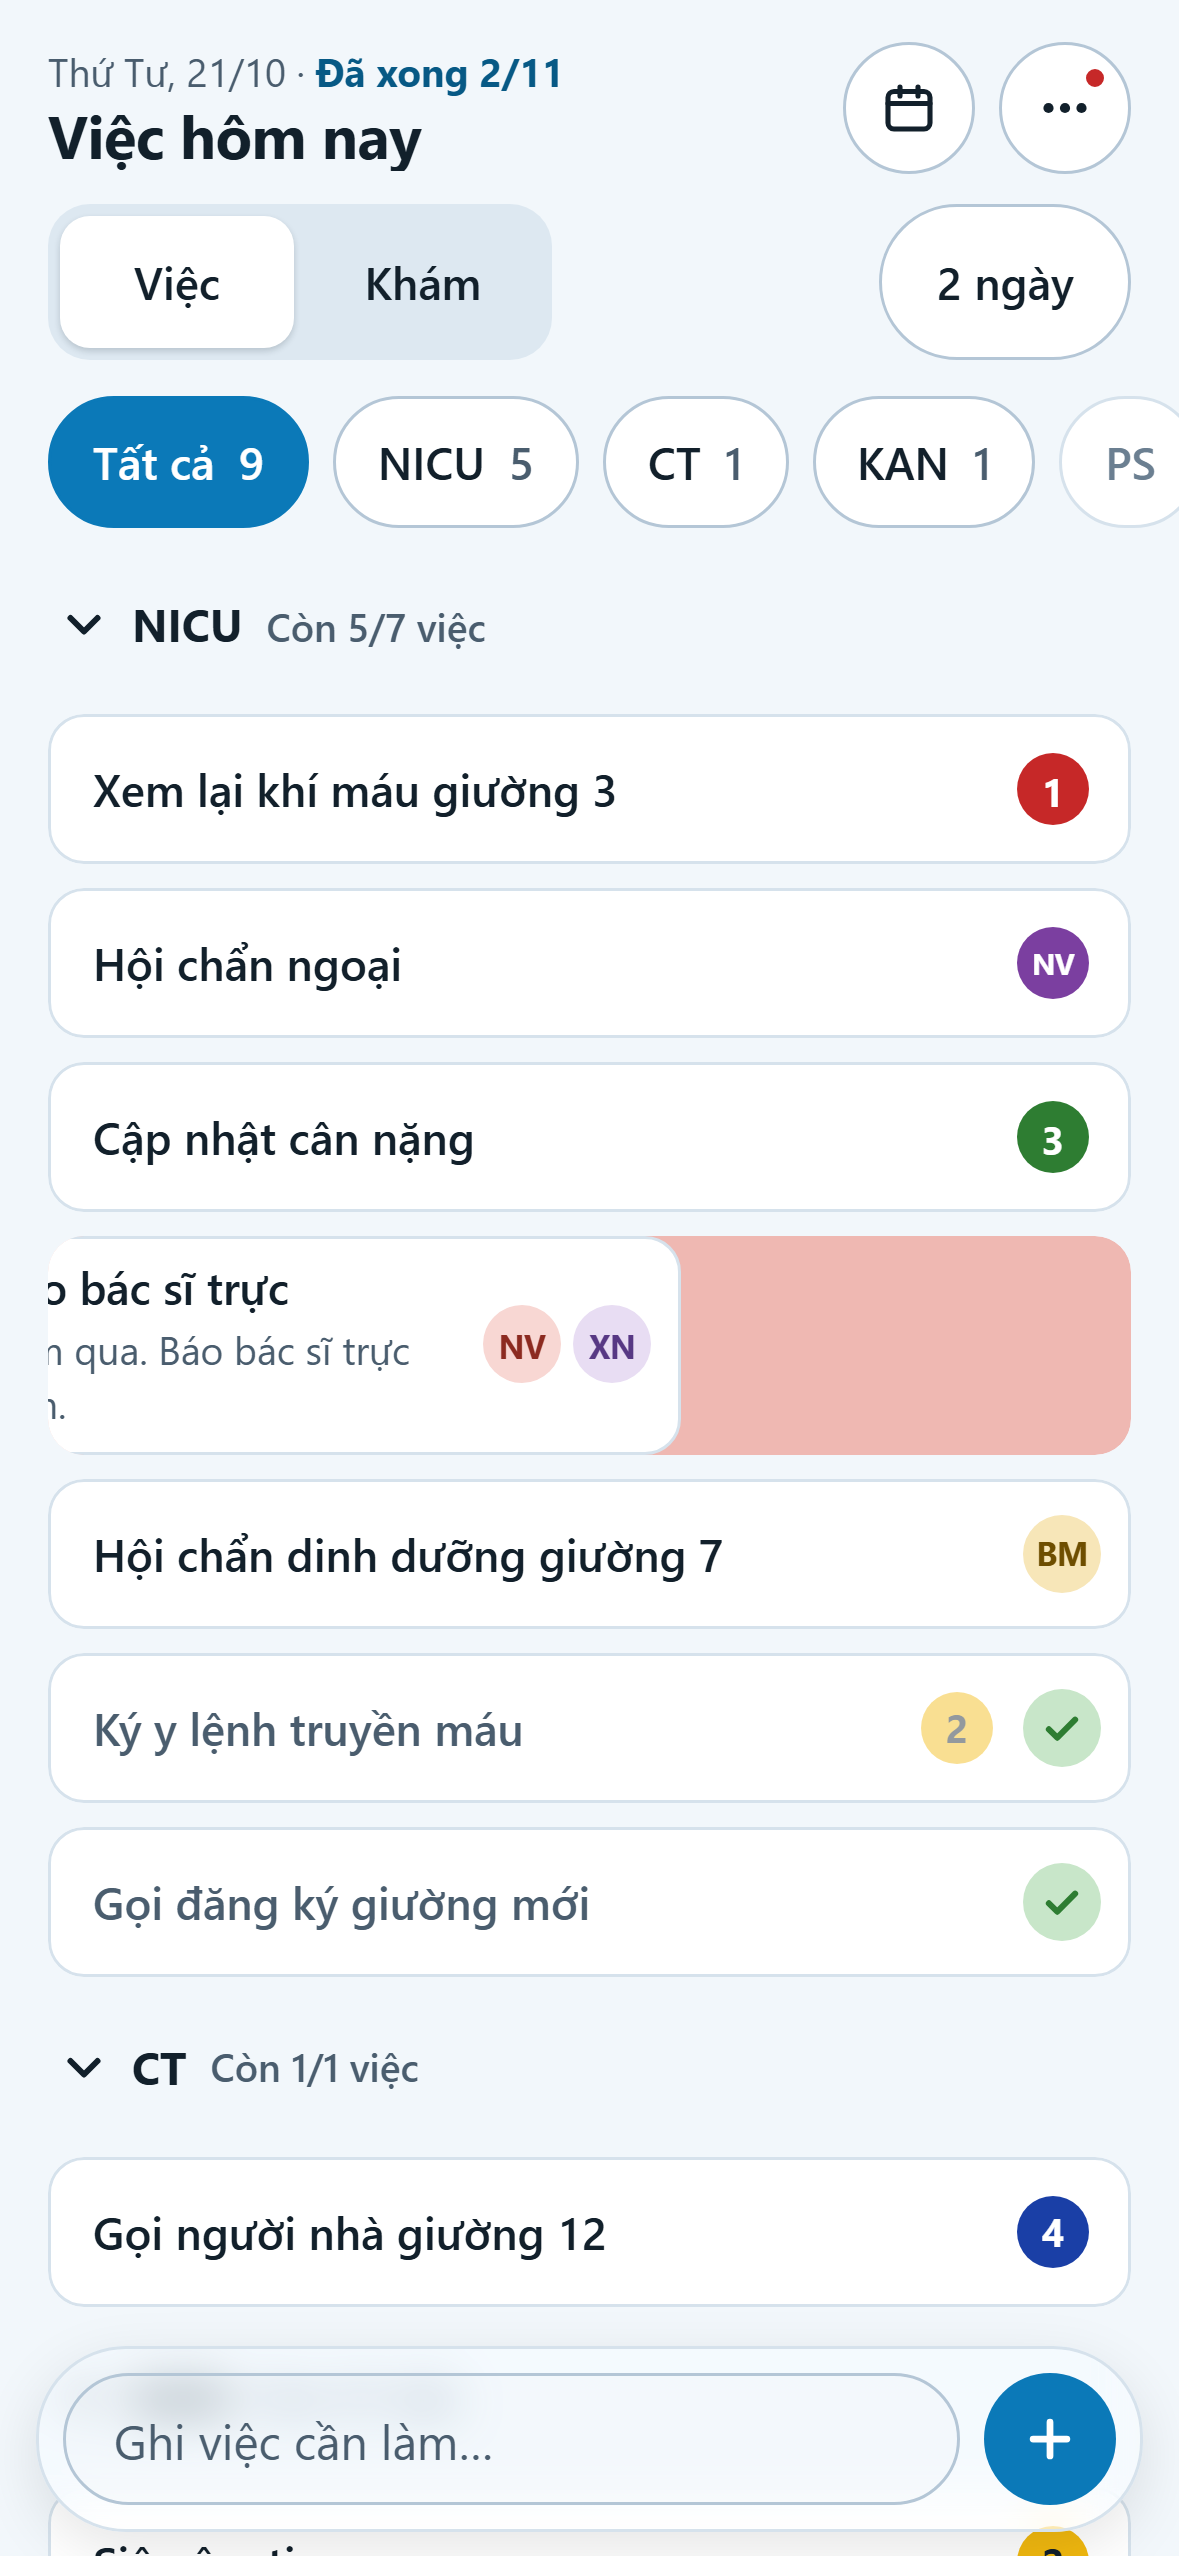 Thứ Tư, 21/10 · Đã xong 2/11
Việc hôm nay
Việc
Khám
2 ngày
Tất cả 9
NICU 5
CT 1
KAN 1
PS
NICU Còn 5/7 việc
Xem lại khí máu giường 3
1
Hội chẩn ngoại
NV
Cập nhật cân nặng
3
bác sĩ trực
qua. Báo bác sĩ trực
NV
XN
Hội chẩn dinh dưỡng giường 7
BM
Ký y lệnh truyền máu
2
Gọi đăng ký giường mới
CT Còn 1/1 việc
Gọi người nhà giường 12
4
Ghi việc cần làm...